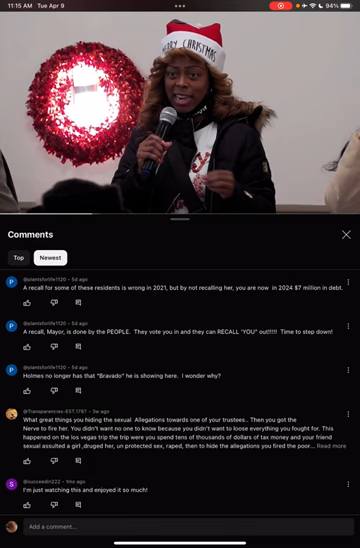 11:15 AM Tue Apr 9
94%
MERRY CHRISTMAS
Comments
Top Newest
P @plantsforlife1120 • 5d ago
A recall for some of these residents is wrong in 2021, but by not recalling her, you are now in 2024 $7 million in debt.
P @plantsforlife1120 • 5d ago
A recall, Mayor, is done by the PEOPLE. They vote you in and they can RECALL 'YOU" out!!!!! Time to step down!
P @plantsforlife1120 • 5d ago
Holmes no longer has that "Bravado" he is showing here. I wonder why?
@Transparencies-EST.1767 • 3w ago
What great things you hiding the sexual Allegations towards one of your trustees.. Then you got the
Nerve to fire her. You didn't want no one to know because you didn't want to loose everything you fought for. This
happened on the los vegas trip the trip were you spend tens of thousands of dollars of tax money and your friend
sexual assulted a girl ,druged her, un protected sex, raped, then to hide the allegations you fired the poor... Read more
S @succeedin222 • 1mo ago
I'm just watching this and enjoyed it so much!
Add a comment...